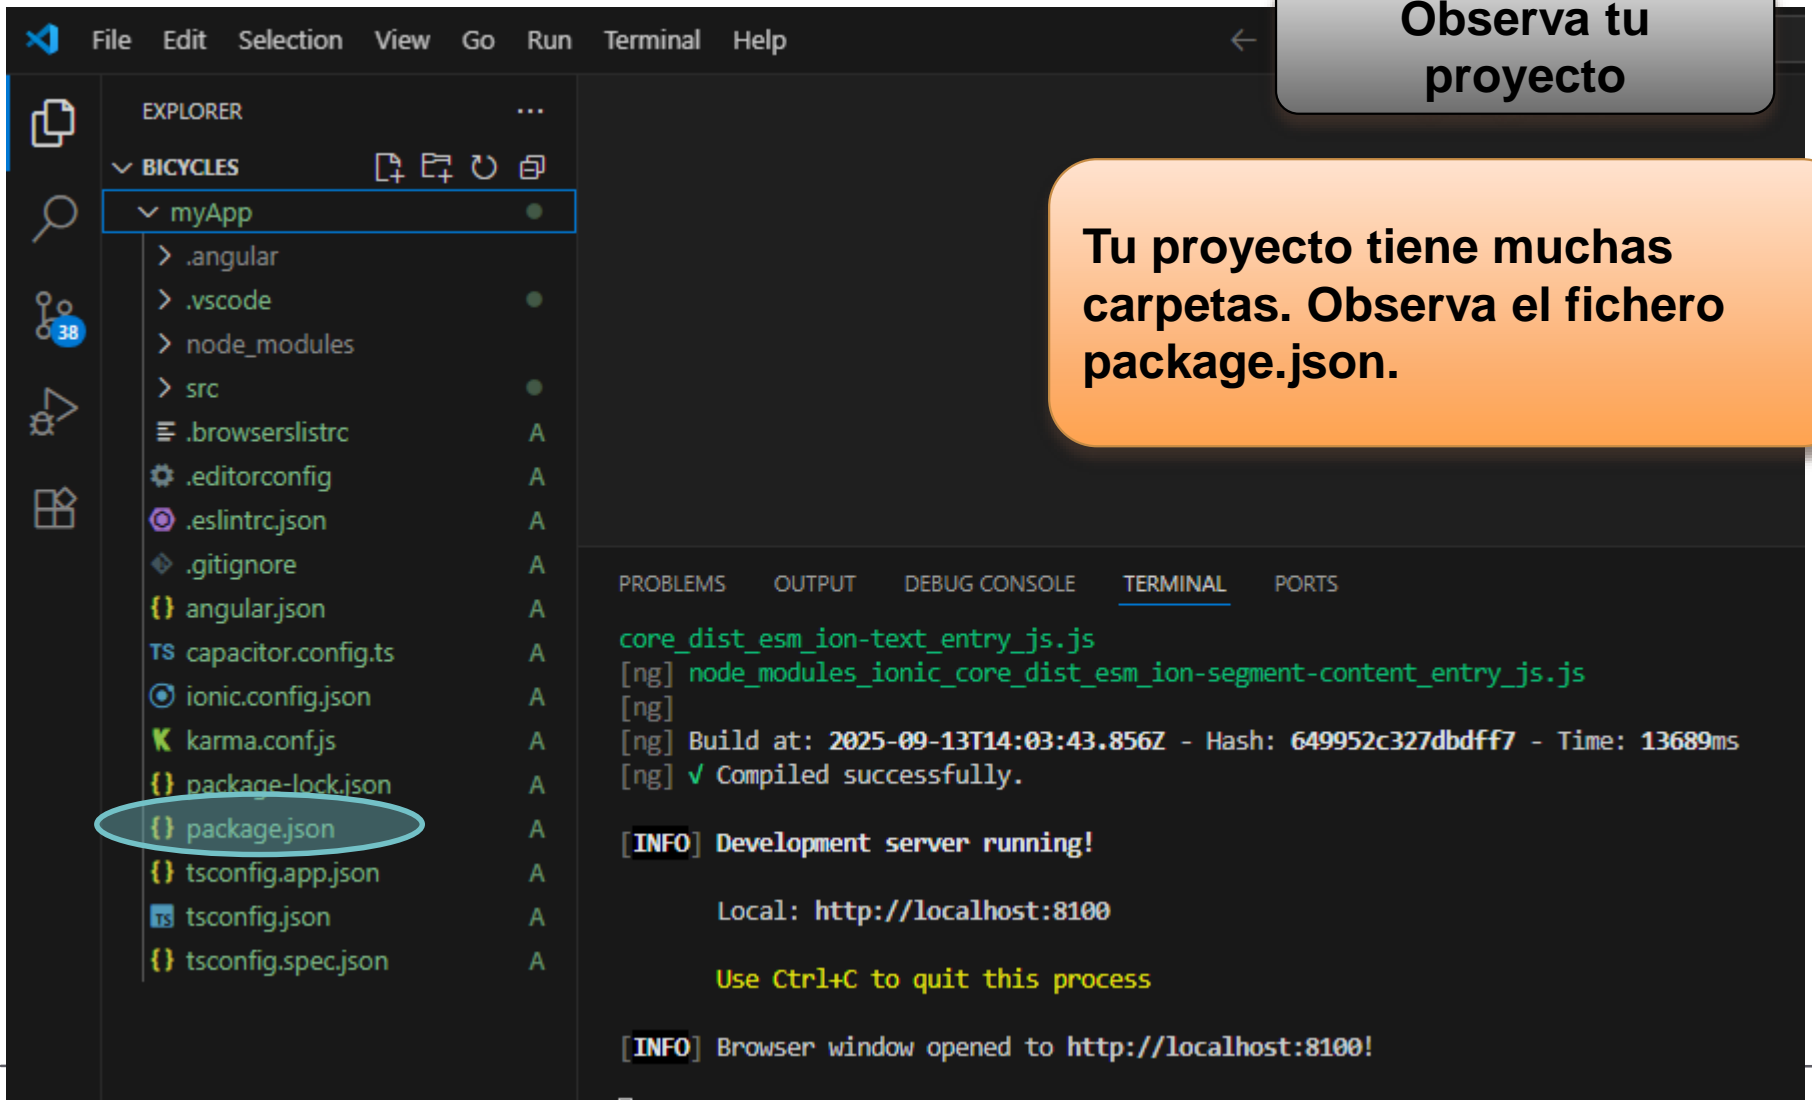 File Edit Selection View Go Run Terminal Help
Observa tu
proyecto
EXPLORER
BICYCLES
myApp
.angular
.vscode
node_modules
src
.browserslistrc A
.editorconfig A
.eslintrc.json A
.gitignore A
{} angular.json A
TS capacitor.config.ts A
ionic.config.json A
K karma.conf.js A
{} package-lock.json A
{} package.json A
{} tsconfig.app.json A
TS tsconfig.json A
{} tsconfig.spec.json A
38
Tu proyecto tiene muchas
carpetas. Observa el fichero
package.json.
PROBLEMS OUTPUT DEBUG CONSOLE TERMINAL PORTS
core_dist_esm_ion-text_entry_js.js
[ng] node_modules_ionic_core_dist_esm_ion-segment-content_entry_js.js
[ng]
[ng] Build at: 2025-09-13T14:03:43.856Z - Hash: 649952c327dbdff7 - Time: 13689ms
[ng] √ Compiled successfully.
[INFO] Development server running!
Local: http://localhost:8100
Use Ctrl+C to quit this process
[INFO] Browser window opened to http://localhost:8100!